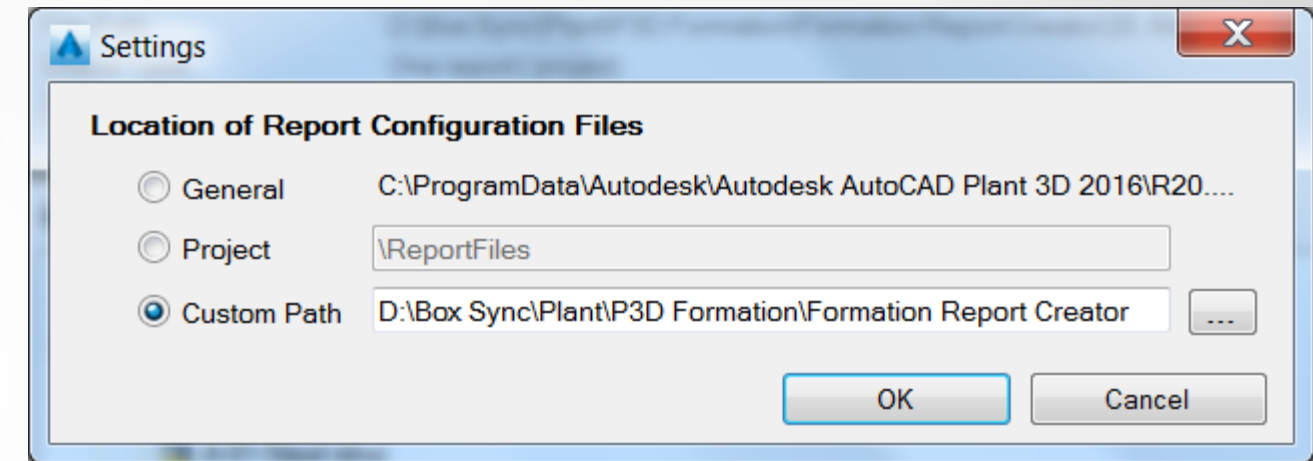 Settings
Location of Report Configuration Files
General C:\ProgramData\Autodesk\Autodesk AutoCAD Plant 3D 2016\R20....
Project \ReportFiles
Custom Path D:\Box Sync\Plant\P3D Formation\Formation Report Creator ...
OK Cancel